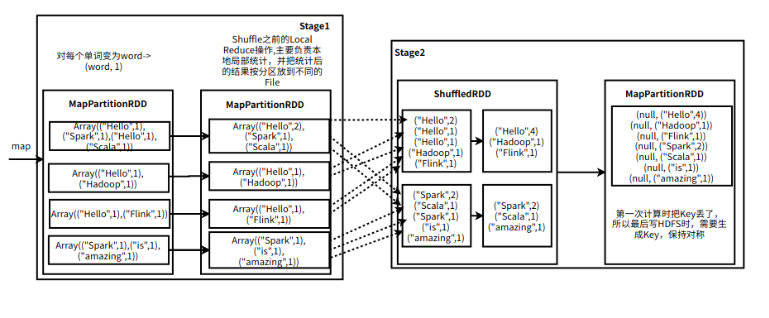 Stage1
对每个单词变为word->
(word, 1)
Shuffle之前的Local
Reduce操作,主要负责本
地局部统计，并把统计后
的结果按分区放到不同的
File
map
MapPartitionRDD
Array(("Hello",1),
("Spark",1),("Hello",1),
("Scala",1))
Array(("Hello",1),
("Hadoop",1))
Array(("Hello",1),("Flink",1))
Array(("Spark",1),("is",1),
("amazing",1))
MapPartitionRDD
Array(("Hello",2),
("Spark",1),
("Scala",1))
Array(("Hello",1),
("Hadoop",1))
Array(("Hello",1),
("Flink",1))
Array(("Spark",1),
("is",1),
("amazing",1))
Stage2
ShuffledRDD
("Hello",2)
("Hello",1)
("Hello",1)
("Hadoop",1)
("Flink",1)
("Hello",4)
("Hadoop",1)
("Flink",1)
("Spark",2)
("Scala",1)
("Spark",1)
("is",1)
("amazing",1)
("Spark",2)
("Scala",1)
("amazing",1)
MapPartitionRDD
(null, ("Hello",4))
(null, ("Hadoop",1))
(null, ("Flink",1))
(null, ("Spark",2))
(null, ("Scala",1))
(null, ("is",1))
(null, ("amazing",1))
第一次计算时把Key丢了，
所以最后写HDFS时，需要生
成Key，保持对称